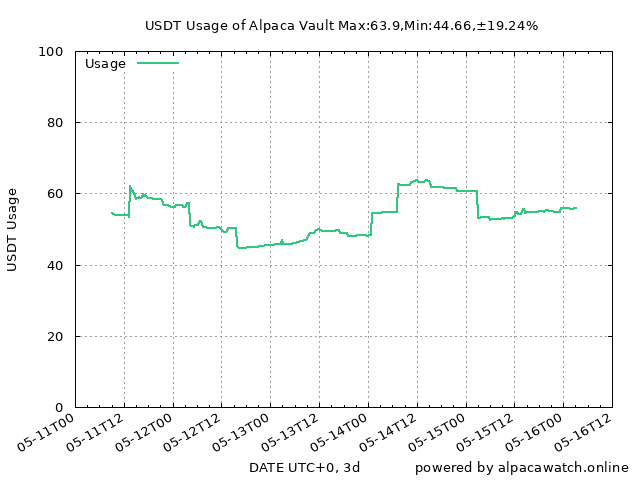 USDT Usage of Alpaca Vault Max:63.9,Min:44.66,±19.24%
Usage
USDT Usage
100
80
60
40
20
0
05-11T00
05-11T12
05-12T00
05-12T12
05-13T00
05-13T12
05-14T00
05-14T12
05-15T00
05-15T12
05-16T00
05-16T12
DATE UTC+0, 3d
powered by alpacawatch.online